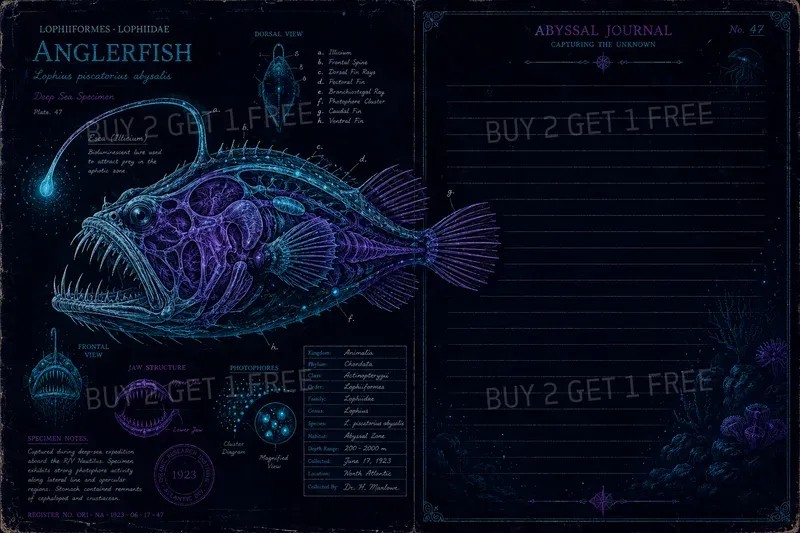 LOPHIIFORMES - LOPHIIDAE
ANGLERFISH
Lophius piscatorius abysalis
Deep Sea Specimen
Plate. 47
Esca (Illicium)
Bioluminescent lure used
to attract prey in the
aphotic zone.
DORSAL VIEW
a. Illicium
b. Frontal Spine
c. Dorsal Fin Rays
d. Pectoral Fin
e. Branchiostegal Ray
f. Photophore Cluster
g. Caudal Fin
h. Ventral Fin
BUY 2 GET 1 FREE
a.
b.
c.
d.
g.
f.
h.
FRONTAL
VIEW
JAW STRUCTURE
Lower Jaw
PHOTOPHORES
Cluster
Diagram
Magnified
View
BUY 2 GET 1 FREE
SPECIMEN NOTES:
Captured during deep-sea expedition
aboard the R/V Nautilus. Specimen
exhibits strong photophore activity
along lateral line and opercular
regions. Stomach contained remnants
of cephalopod and crustacean.
REGISTER NO. ORI - NA - 1923 - 06 - 17 - 47
1923
Kingdom: Animalia
Phylum: Chordata
Class: Actinopterygii
Order: Lophiiformes
Family: Lophiidae
Genus: Lophius
Species: L. piscatorius abysalis
Habitat: Abyssal Zone
Depth Range: 200 - 2000 m
Collected: June 17, 1923
Location: North Atlantis
Collected By: Dr. H. Marlowe
ABYSSAL JOURNAL
CAPTURING THE UNKNOWN
No. 47
BUY 2 GET 1 FREE
BUY 2 GET 1 FREE